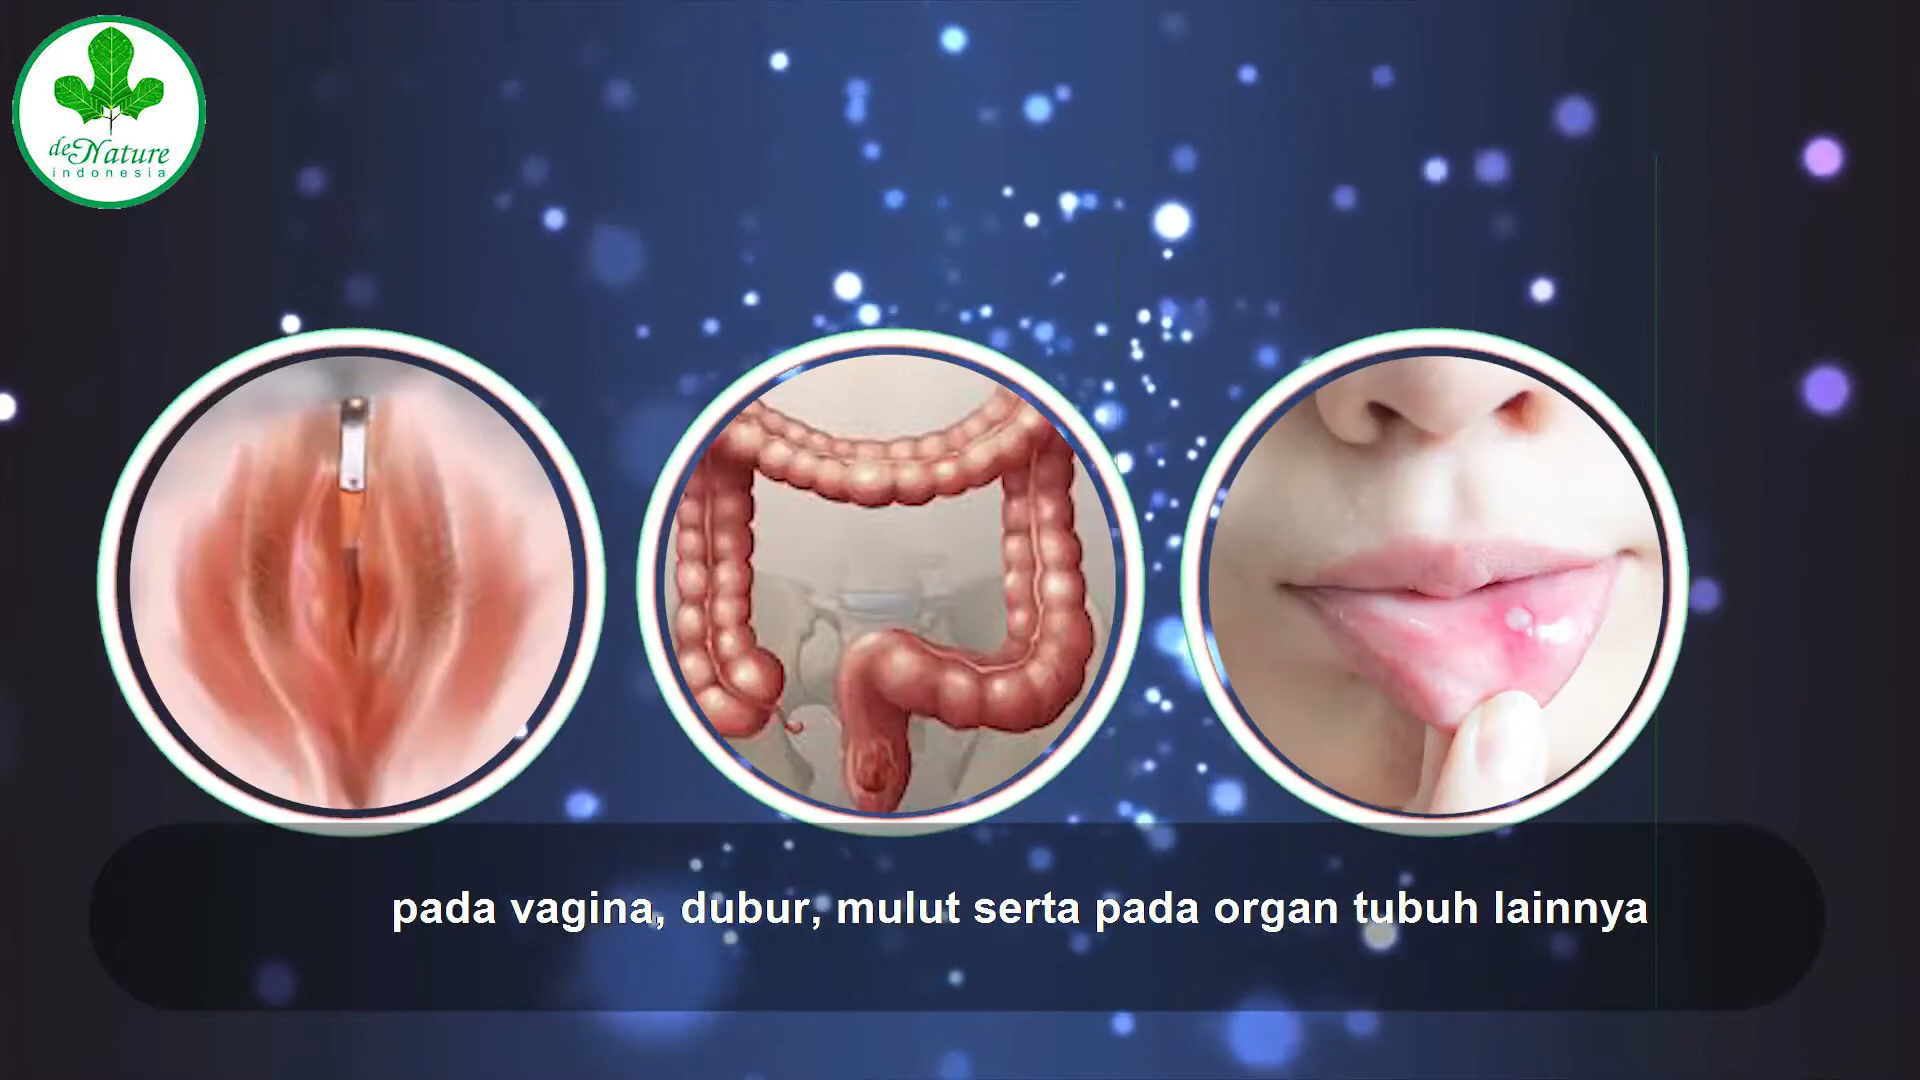 deNature
indonesia
pada vagina, dubur, mulut serta pada organ tubuh lainnya